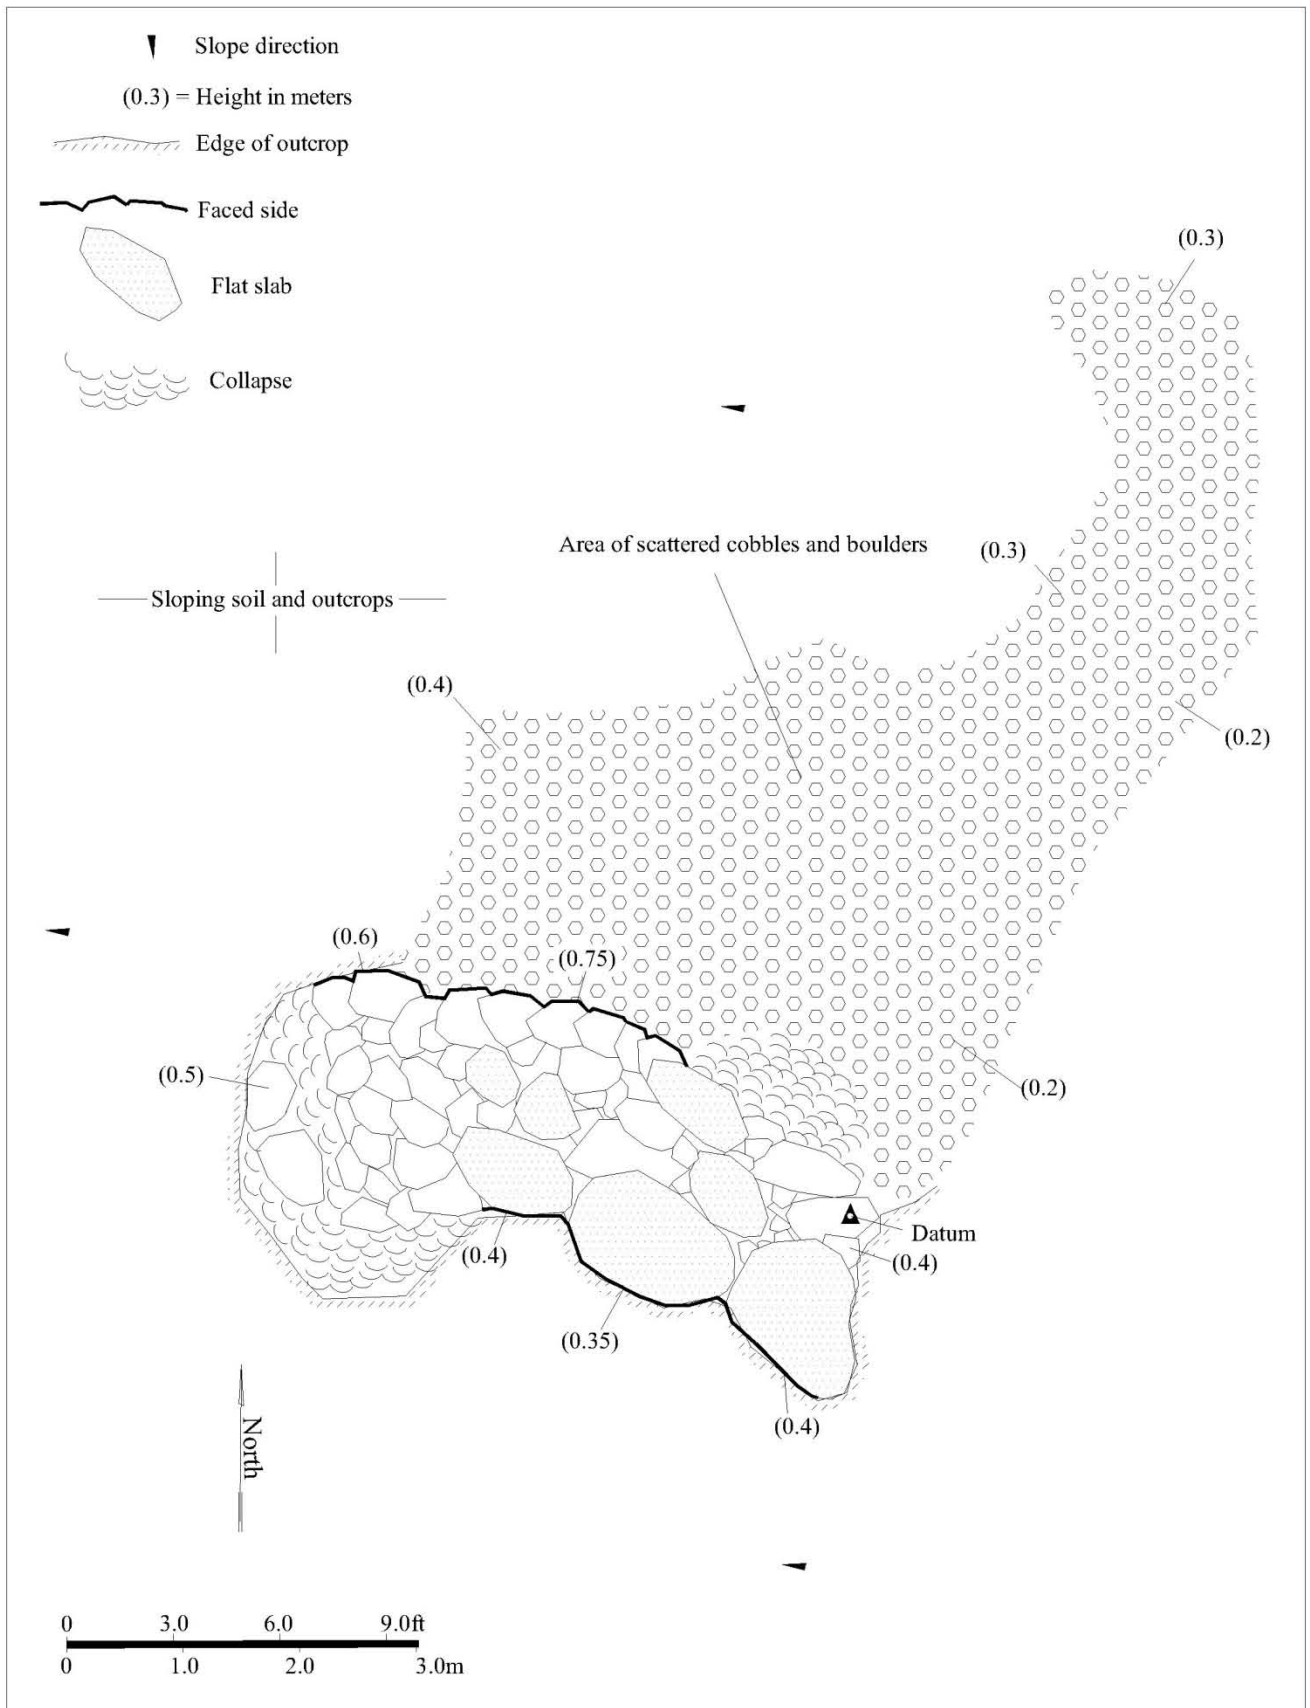 Slope direction
(0.3) = Height in meters
Edge of outcrop
Faced side
(0.3)
Flat slab
Collapse
Area of scattered cobbles and boulders
(0.3)
Sloping soil and outcrops
(0.4)
(0.2)
(0.6)
(0.75)
(0.5)
(0.2)
Datum
(0.4)
(0.4)
(0.35)
(0.4)
North
0 3.0 6.0 9.0ft
0 1.0 2.0 3.0m